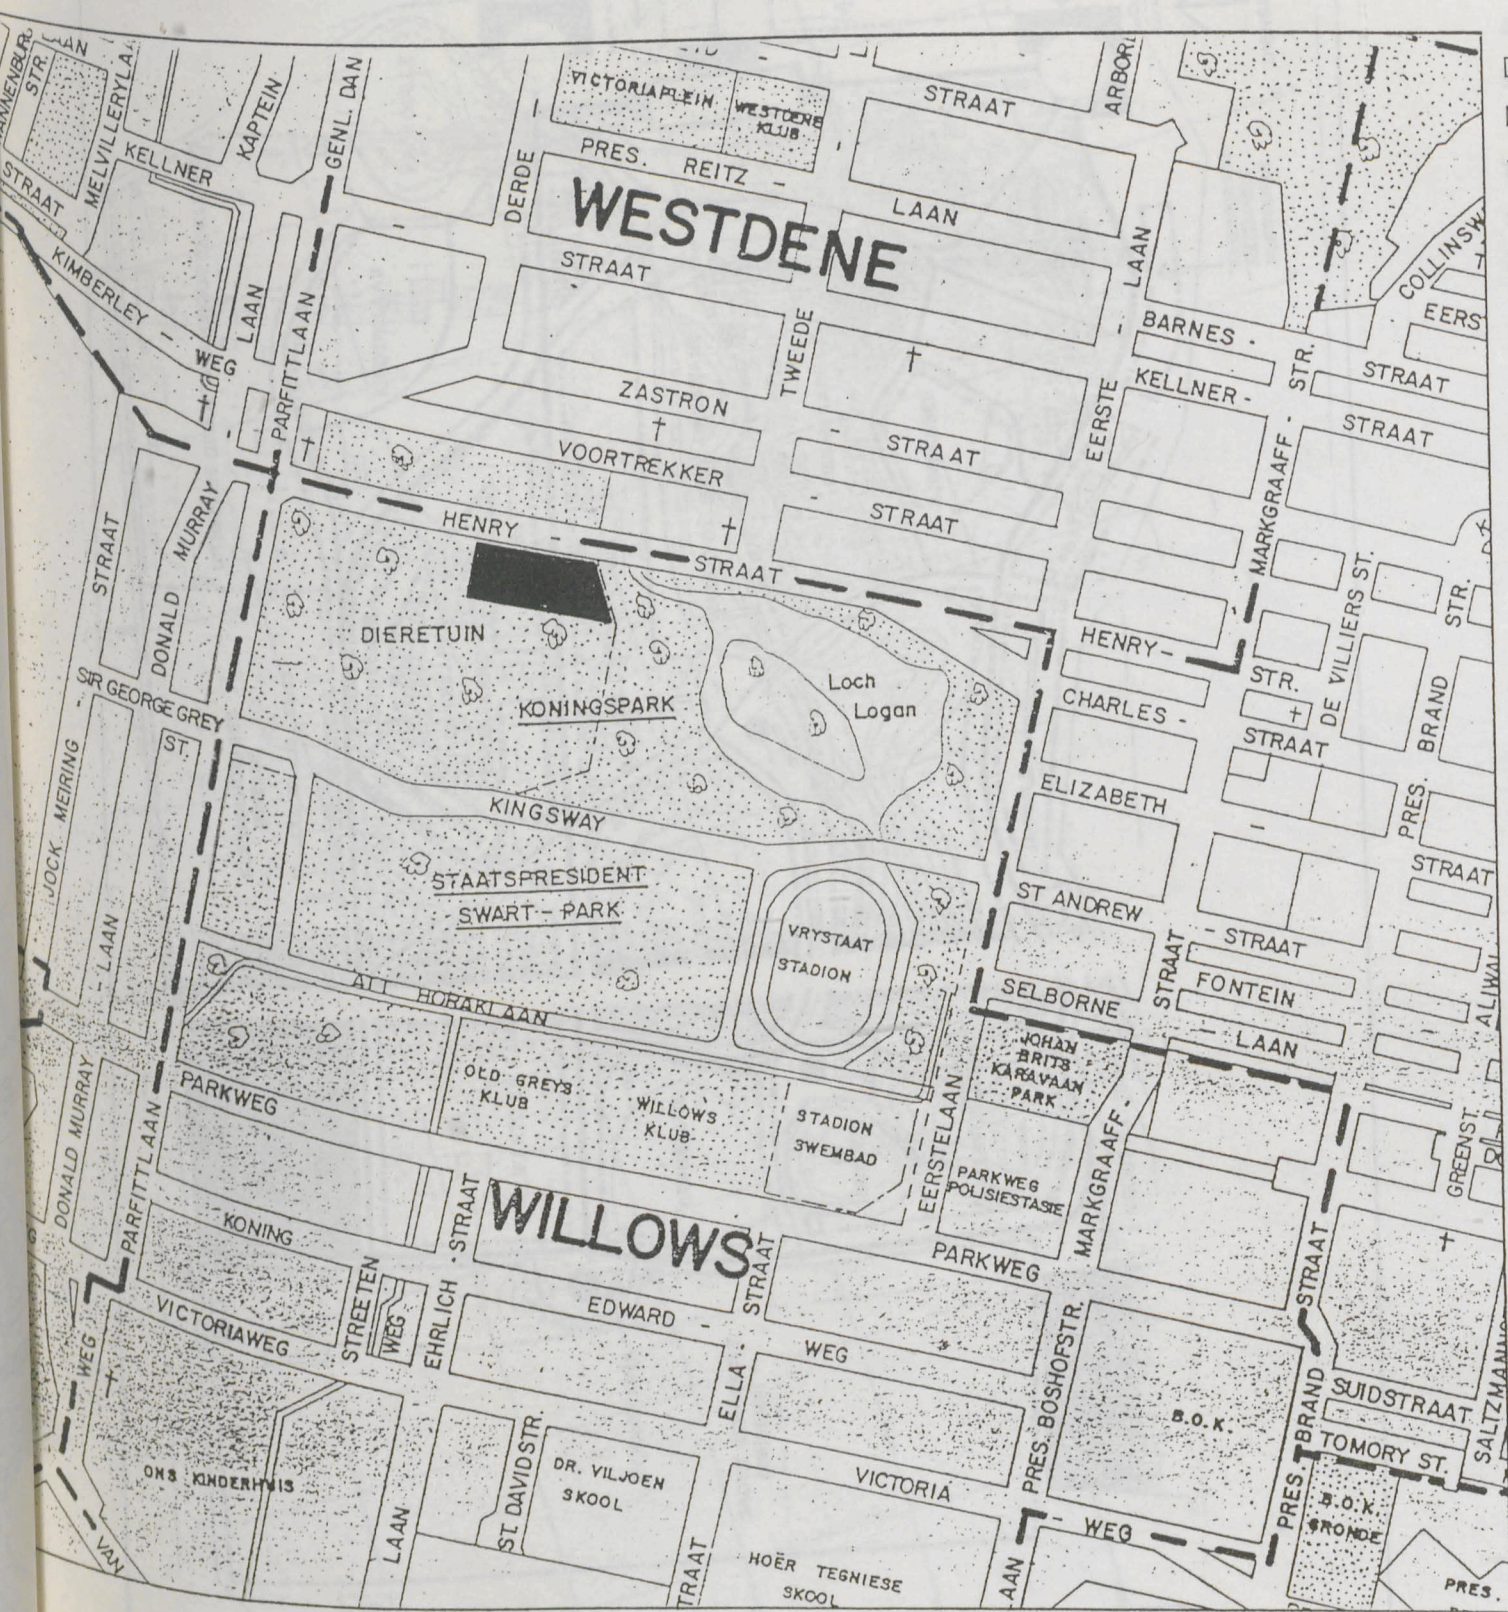 STR.
LAAN
MELVILLERYLA
KELLNER
KAPTEIN
GENL. DAN
STRAAT
KIMBERLEY -
WEG
LAAN
PARFITTLAAN
DERDE
VICTORIAPLEIN
WESTDENE
KLUB
PRES. REITZ -
LAAN
STRAAT
ARBOR
WESTDENE
STRAAT
TWEEDE
LAAN
EERSTE
BARNES -
STRAAT
KELLNER -
STRAAT
COLLINSW
EERS
STR.
MARKGRAAFF -
ZASTRON
- STRAAT
VOORTREKKER
- STRAAT
HENRY -
STRAAT
HENRY -
STR.
DE VILLIERS ST.
STR.
BRAND
PRES.
STRAAT
DONALD MURRAY
DIERETUIN
KONINGSPARK
Loch
Logan
CHARLES -
STRAAT
ELIZABETH
-
STRAAT
SIR GEORGE GREY
ST.
JOCK MEIRING
- LAAN
KINGSWAY
STAATSPRESIDENT
SWART - PARK
VRYSTAAT
STADION
ST ANDREW
- STRAAT
STRAAT
FONTEIN
SELBORNE
- LAAN
ALIWAL
ATT HORAKLAAN
JOHAN
BRITS
KARAVAAN
PARK
OLD GREYS
KLUB
WILLOWS
KLUB
STADION
SWEMBAD
EERSTELAAN
PARKWEG
POLISIESTASIE
MARKGRAAFF -
GREENST.
PARKWEG
DONALD MURRAY
PARFITTLAAN
WILLOWS
KONING
STRAAT
EHRLICH -
STREETEN
WEG
PARKWEG
STRAAT
ELLA -
EDWARD -
WEG
VICTORIAWEG
WEG
PRES. BOSHOFSTR.
B.O.K.
STRAAT
BRAND
PRES.
SUIDSTRAAT
TOMORY ST.
SALTZMANN
B.O.K.
GRONDE
ONS KINDERHUIS
LAAN
ST. DAVIDSTR.
DR. VILJOEN
SKOOL
VICTORIA
- WEG
TRAAT
HOËR TEGNIESE
SKOOL
AAN
VAN
PRES.